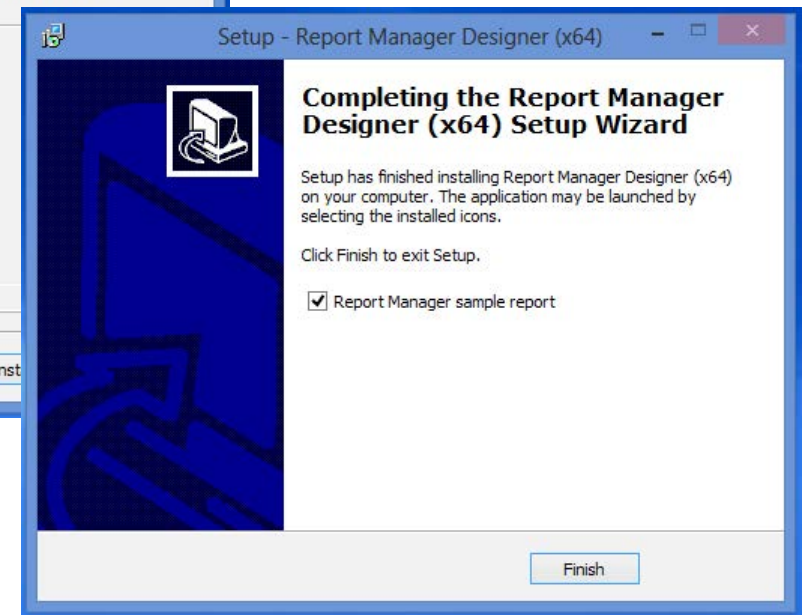 Setup - Report Manager Designer (x64)
Completing the Report Manager
Designer (x64) Setup Wizard
Setup has finished installing Report Manager Designer (x64)
on your computer. The application may be launched by
selecting the installed icons.
Click Finish to exit Setup.
Report Manager sample report
Finish